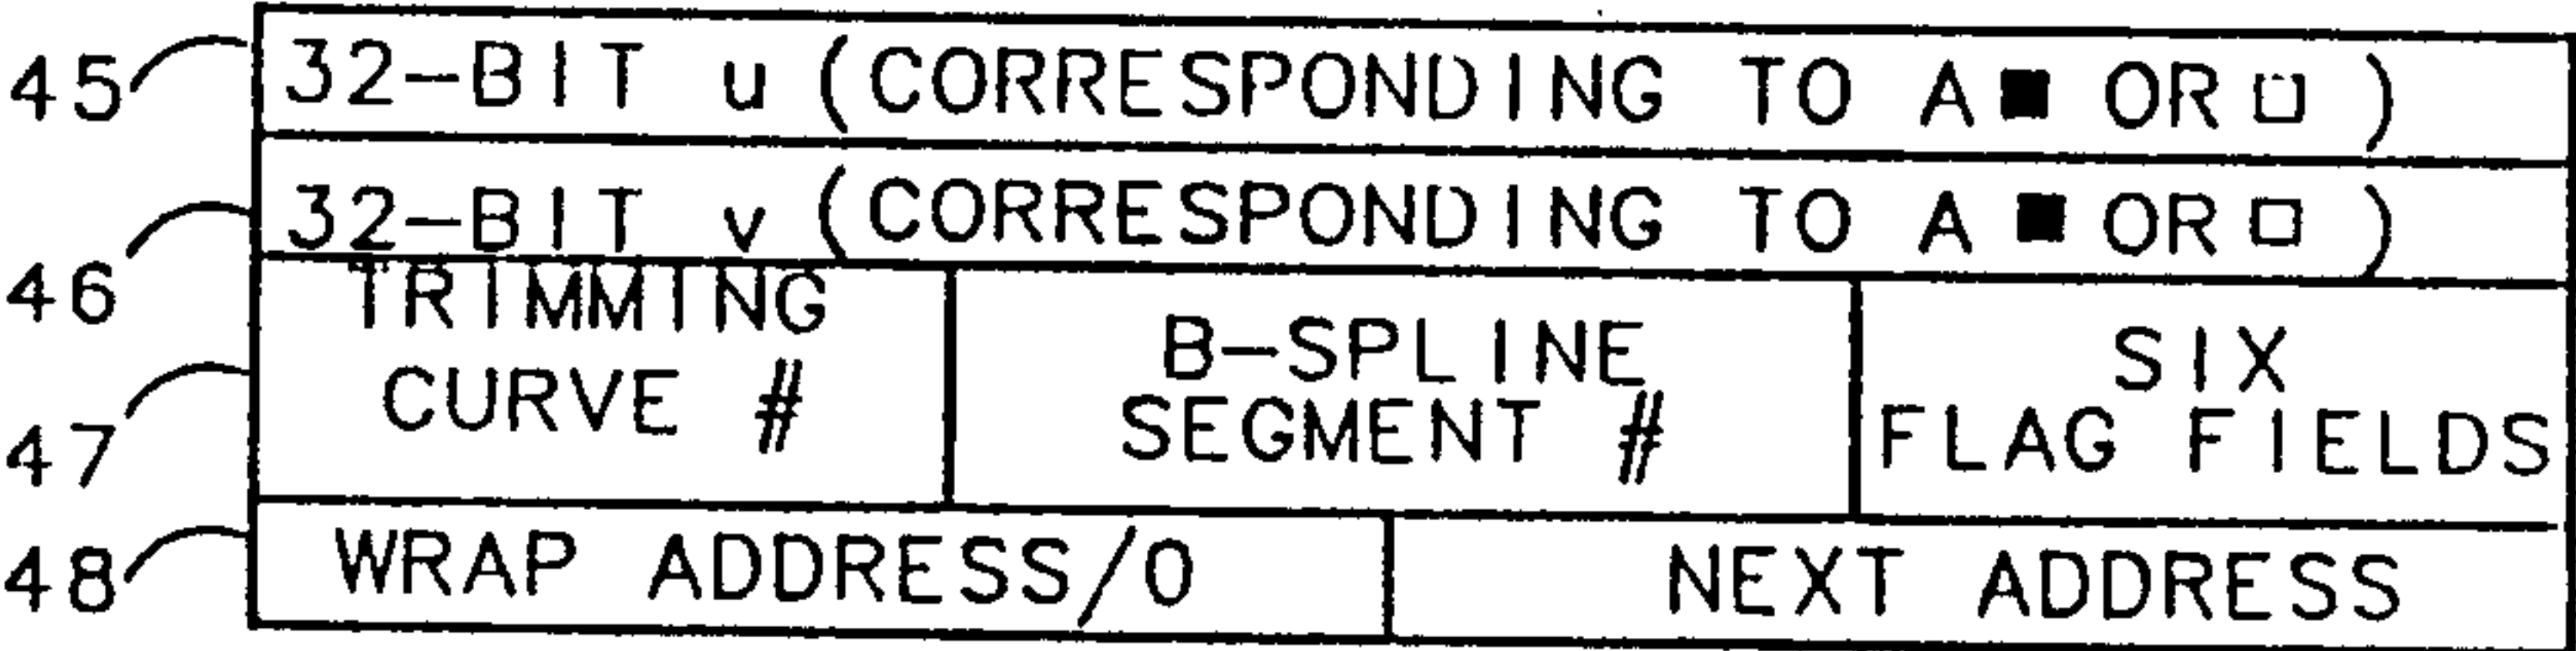 45 32-BIT u (CORRESPONDING TO A ■ OR □ )
46 32-BIT v (CORRESPONDING TO A ■ OR □ )
47
TRIMMING
CURVE #
B-SPLINE
SEGMENT #
SIX
FLAG FIELDS
48 WRAP ADDRESS/0 NEXT ADDRESS